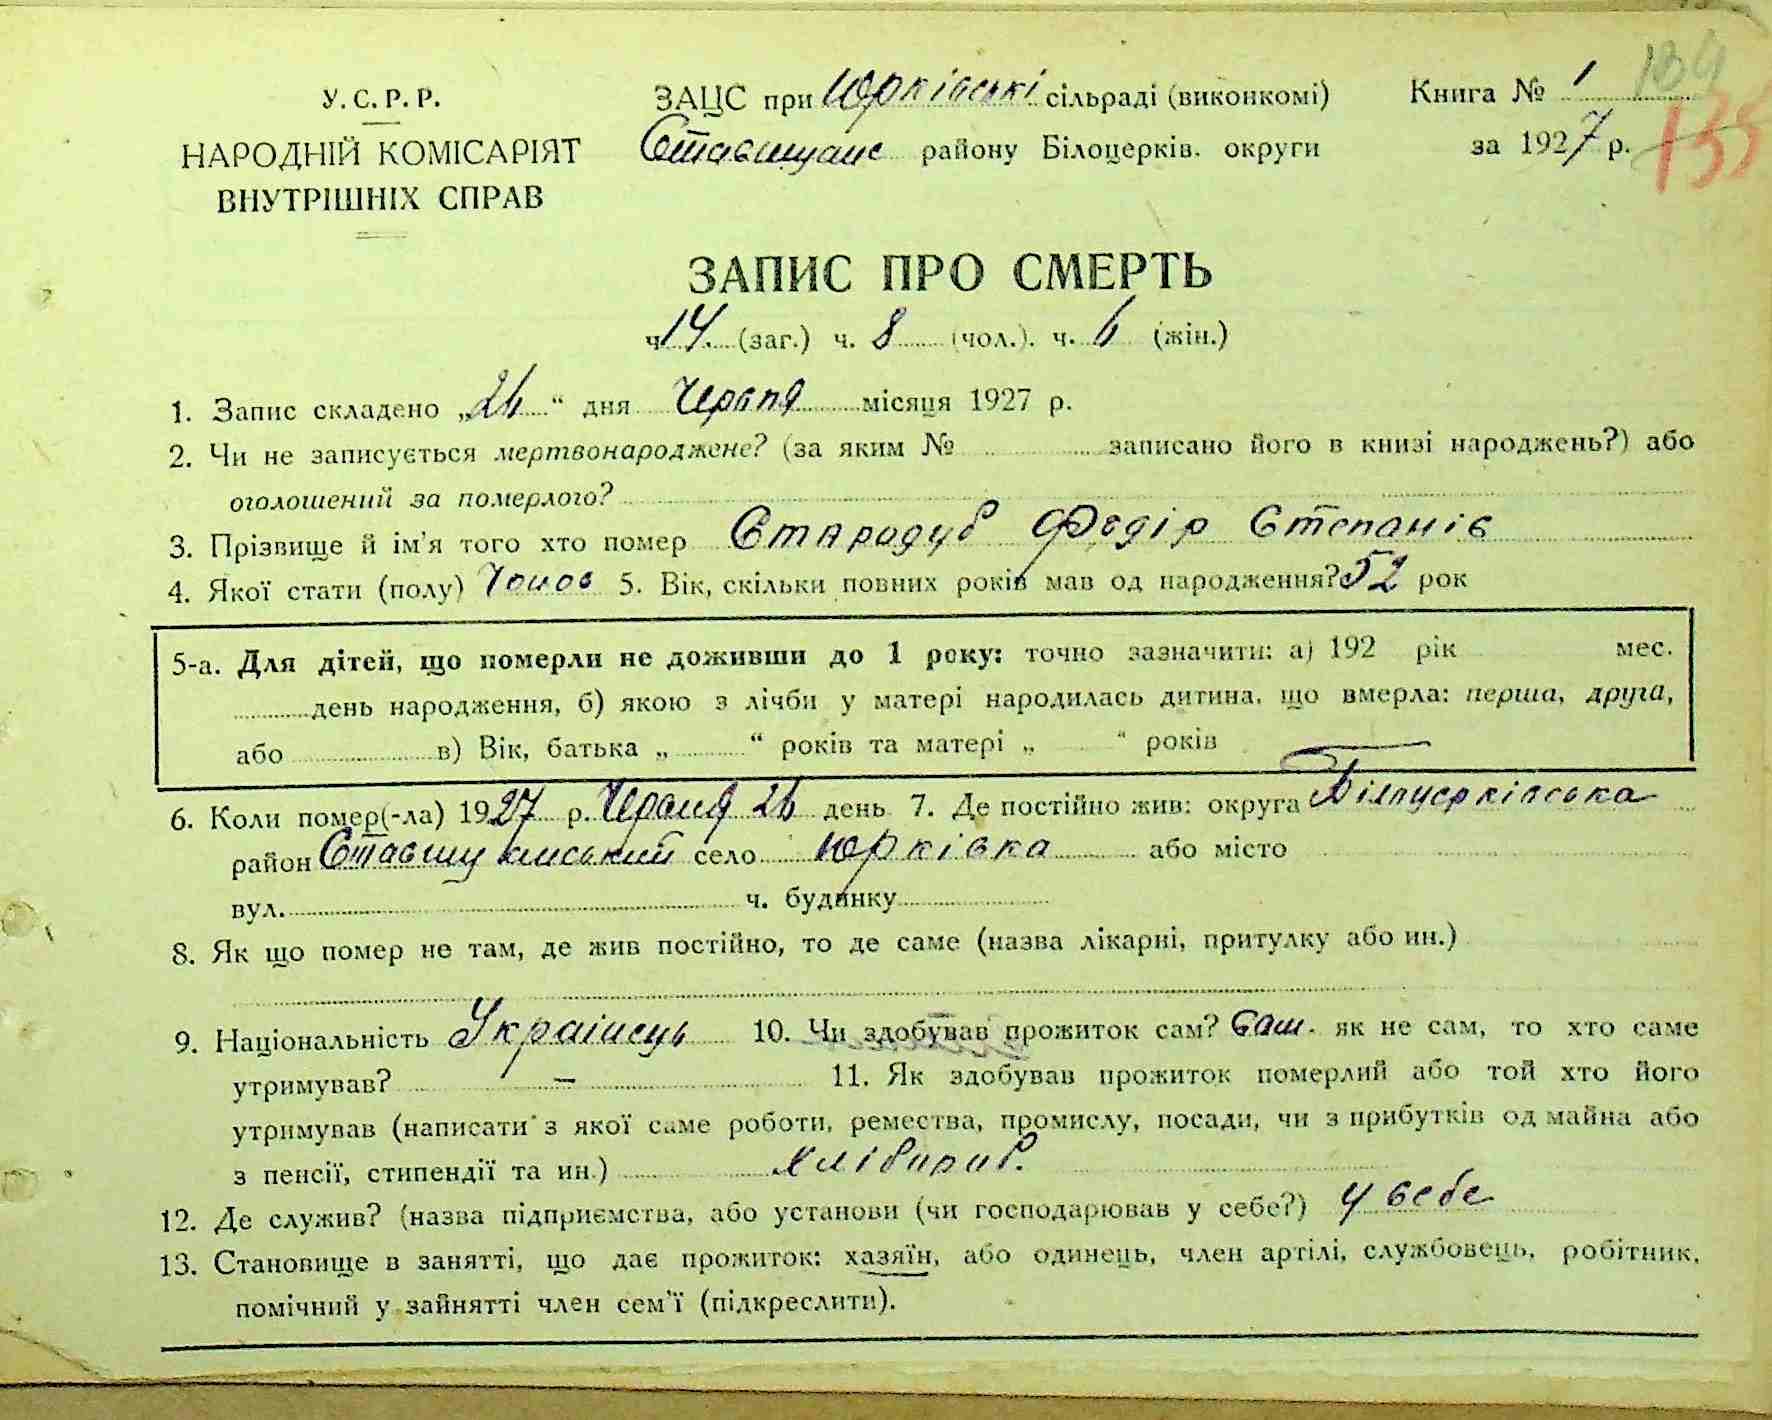 У.С.Р.Р.
НАРОДНІЙ КОМІСАРІЯТ
ВНУТРІШНІХ СПРАВ
ЗАЦС при Юрківські сільраді (виконкомі)
Ставищанс району Білоцерків. округи
Книга № 1
за 1927 р.
134
135
ЗАПИС ПРО СМЕРТЬ
ч. 14. (заг.) ч. 8 (чол.). ч. 6 (жін.)
1. Запис складено „26“ дня Червня місяця 1927 р.
2. Чи не записується мертвонароджене? (за яким № записано його в книзі народжень?) або
оголошений за померлого?
3. Прізвище й ім'я того хто помер Стародуб Федір Степанів
4. Якої стати (полу) Чолов 5. Вік, скільки повних років мав од народження? 52 рок
5-а. Для дітей, що померли не доживши до 1 року: точно зазначити: а) 192 рік мес.
день народження, б) якою з лічби у матері народилась дитина, що вмерла: перша, друга,
або в) Вік, батька „ “ років та матері „ “ років
6. Коли помер(-ла) 1927 р. Червня 26 день 7. Де постійно жив: округа Білоцерківська
район Ставищанський село Юрківка або місто
вул. ч. будинку
8. Як що помер не там, де жив постійно, то де саме (назва лікарні, притулку або ин.)
9. Національність Українець 10. Чи здобував прожиток сам? Сам. як не сам, то хто саме
утримував? – 11. Як здобував прожиток померлий або той хто його
утримував (написати з якої саме роботи, ремества, промислу, посади, чи з прибутків од майна або
з пенсії, стипендії та ин.) Хлібороб.
12. Де служив? (назва підприємства, або установи (чи господарював у себе?) У себе
13. Становище в занятті, що дає прожиток: хазяїн, або одинець, член артілі, службовець, робітник,
помічний у зайнятті член сем'ї (підкреслити).